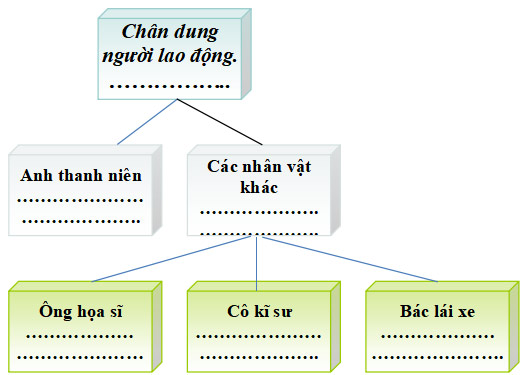 Chân dung
người lao động.
……………..
Anh thanh niên
…………………
………………..
Các nhân vật
khác
………………..
………………..
Ông họa sĩ
………………
…………………
Cô kĩ sư
…………………
………………..
Bác lái xe
………………
………………….